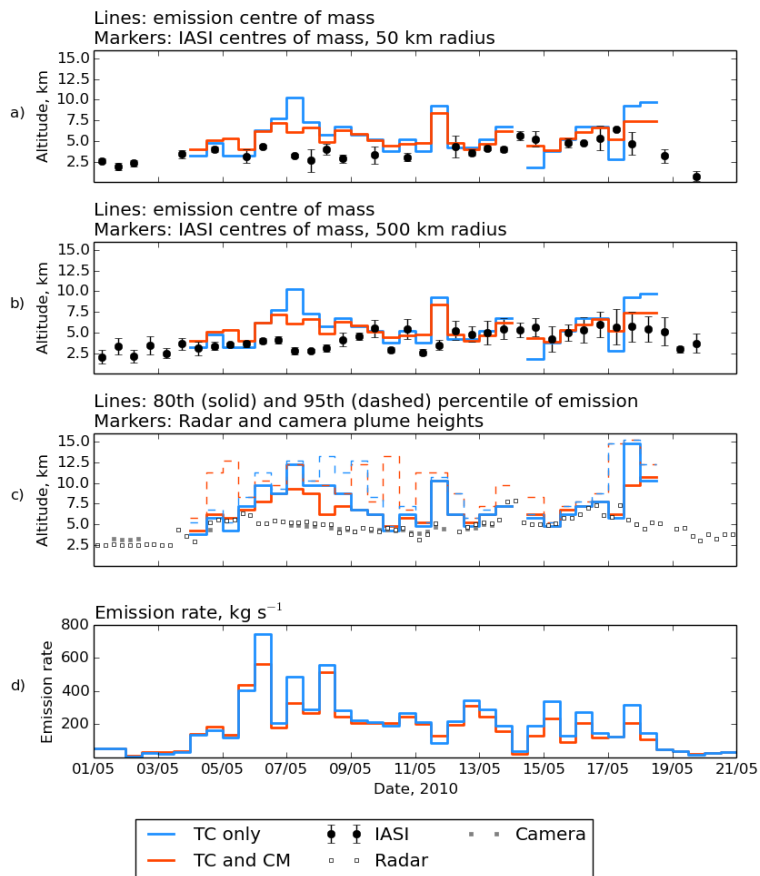 Lines: emission centre of mass
Markers: IASI centres of mass, 50 km radius
a)
Altitude, km
15.0
12.5
10.0
7.5
5.0
2.5
Lines: emission centre of mass
Markers: IASI centres of mass, 500 km radius
b)
Altitude, km
15.0
12.5
10.0
7.5
5.0
2.5
Lines: 80th (solid) and 95th (dashed) percentile of emission
Markers: Radar and camera plume heights
c)
Altitude, km
15.0
12.5
10.0
7.5
5.0
2.5
Emission rate, kg s⁻¹
d)
Emission rate
800
600
400
200
01/05 03/05 05/05 07/05 09/05 11/05 13/05 15/05 17/05 19/05 21/05
Date, 2010
TC only IASI Camera
TC and CM Radar